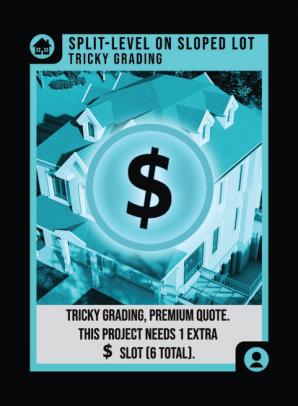 SPLIT-LEVEL ON SLOPED LOT
TRICKY GRADING
$
TRICKY GRADING, PREMIUM QUOTE.
THIS PROJECT NEEDS 1 EXTRA
$ SLOT (6 TOTAL).